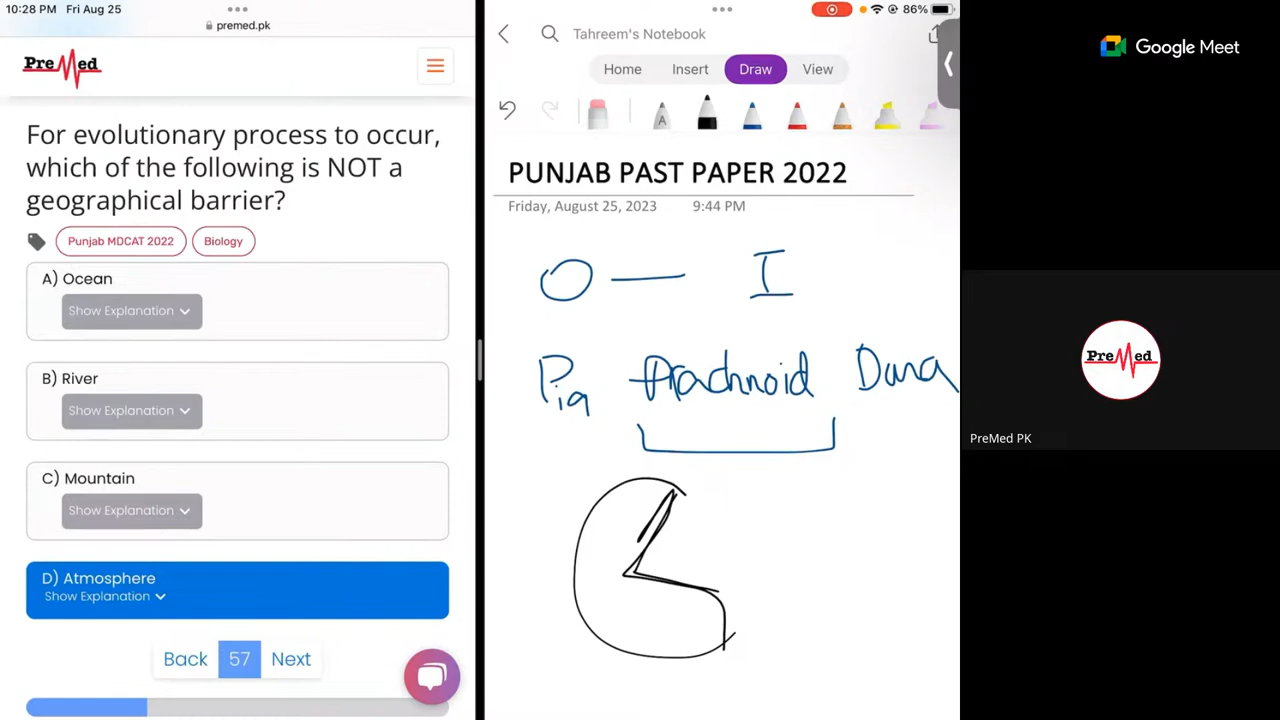 10:28 PM Fri Aug 25
premed.pk
PreMed
For evolutionary process to occur,
which of the following is NOT a
geographical barrier?
Punjab MDCAT 2022
Biology
A) Ocean
Show Explanation
B) River
Show Explanation
C) Mountain
Show Explanation
D) Atmosphere
Show Explanation
Back 57 Next
86%
Tahreem's Notebook
Home Insert Draw View
A
PUNJAB PAST PAPER 2022
Friday, August 25, 2023 9:44 PM
O — I
Pia Arachnoid Dura
Google Meet
PreMed
PreMed PK